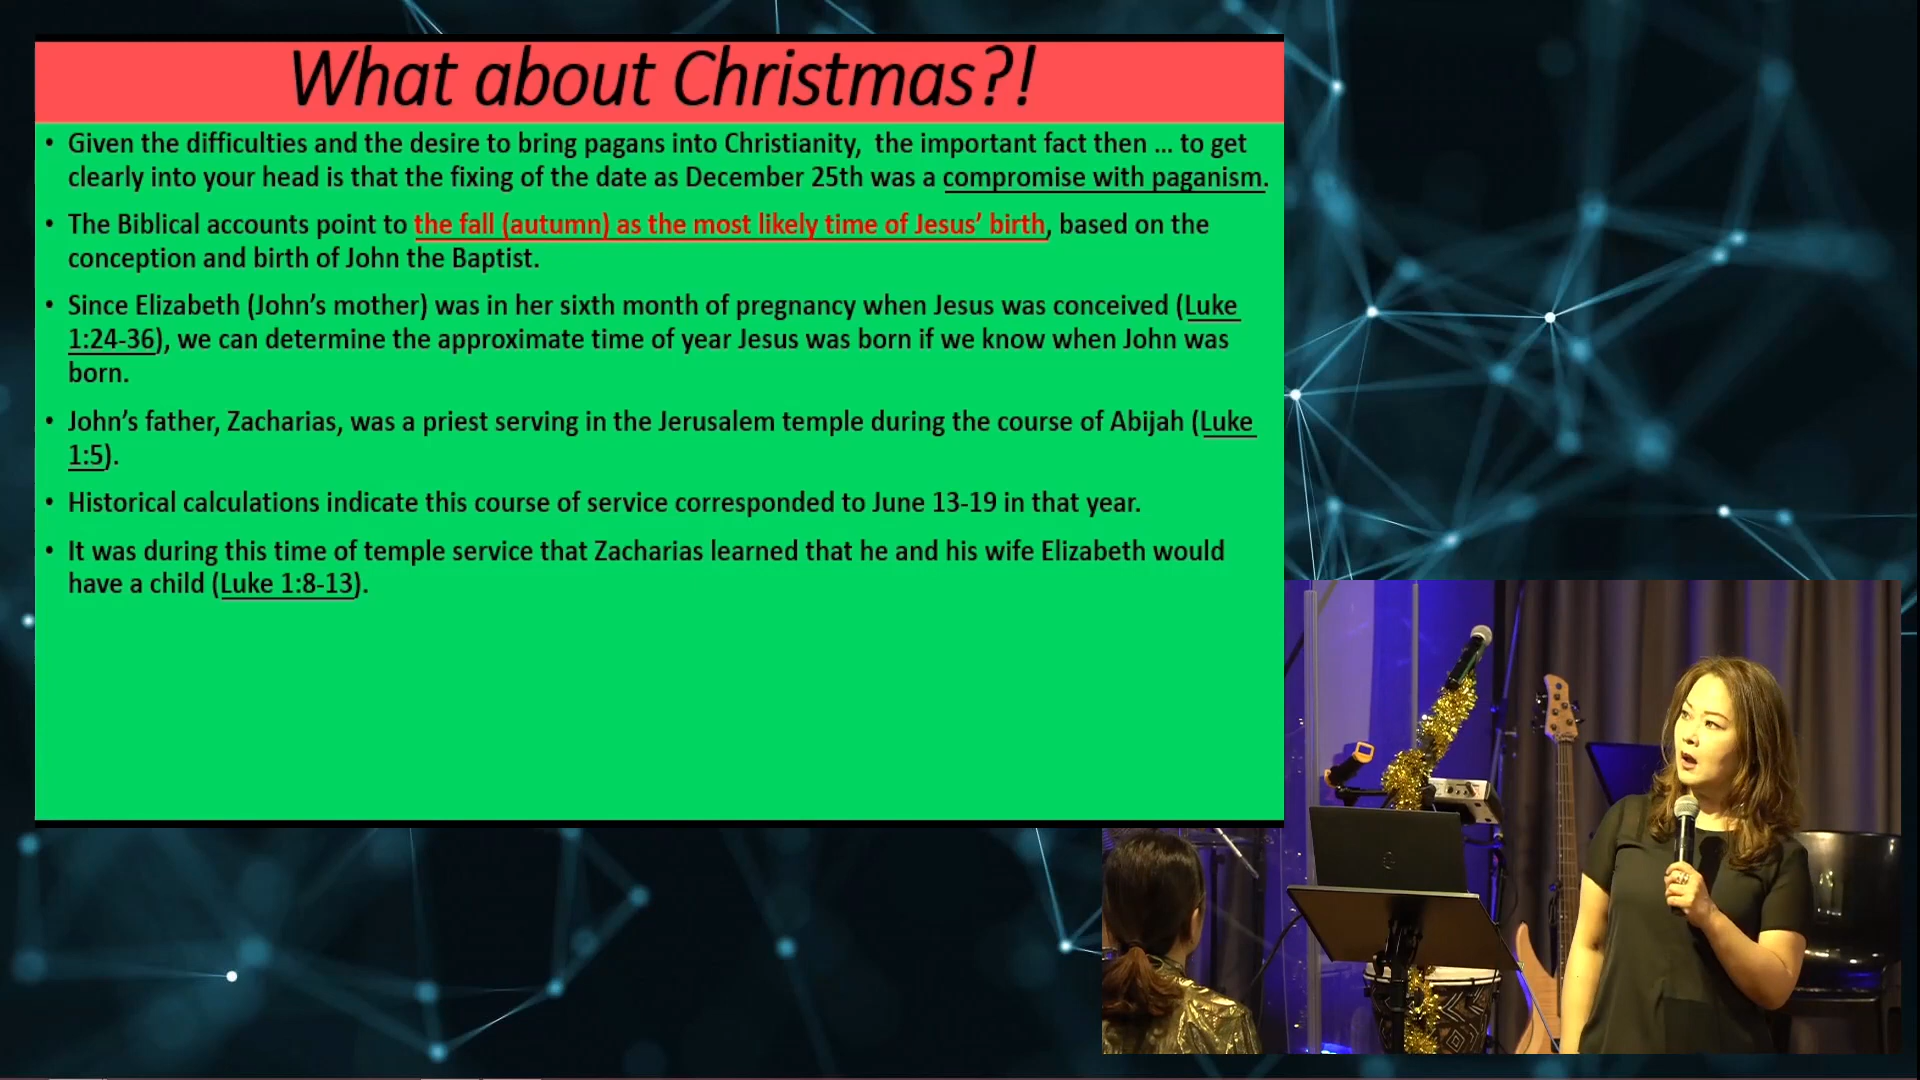 What about Christmas?!
• Given the difficulties and the desire to bring pagans into Christianity, the important fact then ... to get
clearly into your head is that the fixing of the date as December 25th was a compromise with paganism.
• The Biblical accounts point to the fall (autumn) as the most likely time of Jesus’ birth, based on the
conception and birth of John the Baptist.
• Since Elizabeth (John’s mother) was in her sixth month of pregnancy when Jesus was conceived (Luke
1:24-36), we can determine the approximate time of year Jesus was born if we know when John was
born.
• John’s father, Zacharias, was a priest serving in the Jerusalem temple during the course of Abijah (Luke
1:5).
• Historical calculations indicate this course of service corresponded to June 13-19 in that year.
• It was during this time of temple service that Zacharias learned that he and his wife Elizabeth would
have a child (Luke 1:8-13).